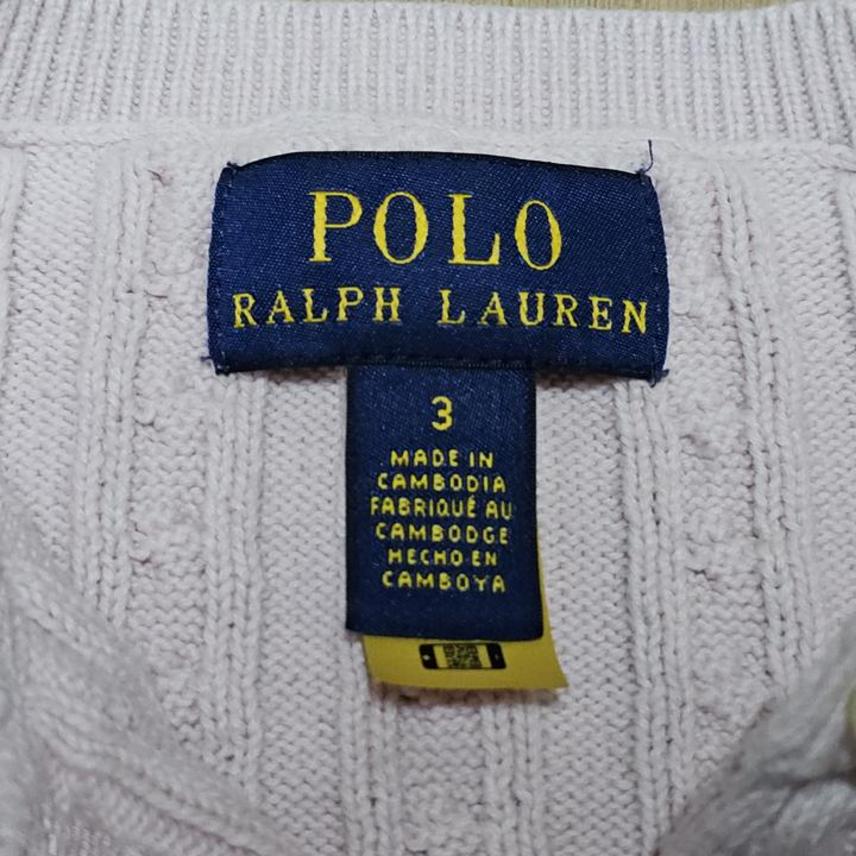 POLO
RALPH LAUREN
3
MADE IN
CAMBODIA
FABRIQUÉ AU
CAMBODGE
HECHO EN
CAMBOYA